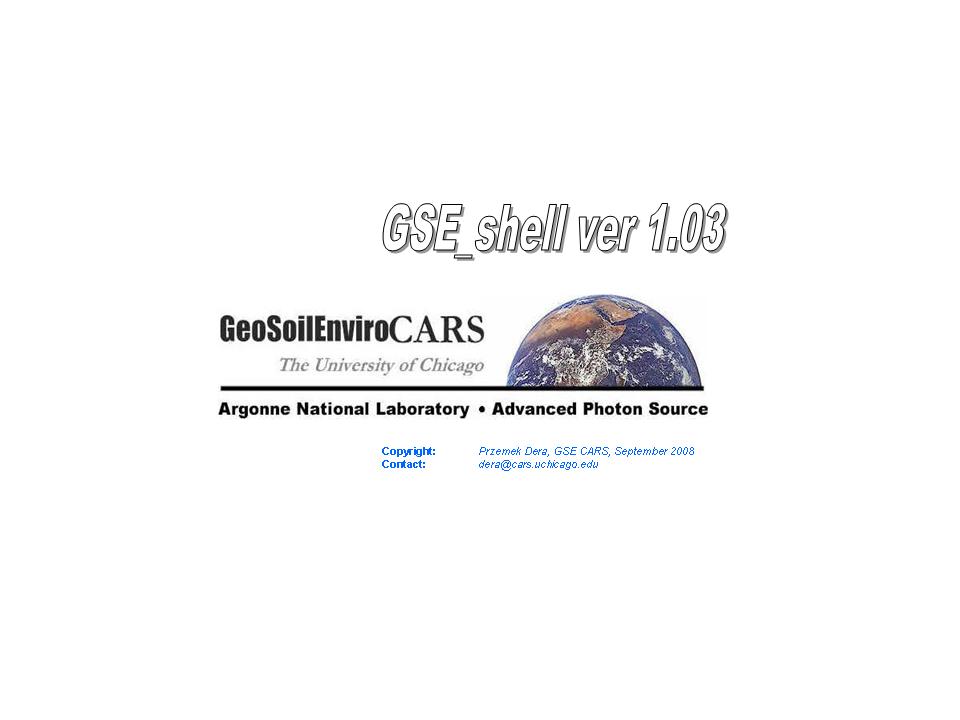 GSE_shell ver 1.03
GeoSoilEnviroCARS
The University of Chicago
Argonne National Laboratory • Advanced Photon Source
Copyright: Przemek Dera, GSE CARS, September 2008
Contact: dera@cars.uchicago.edu